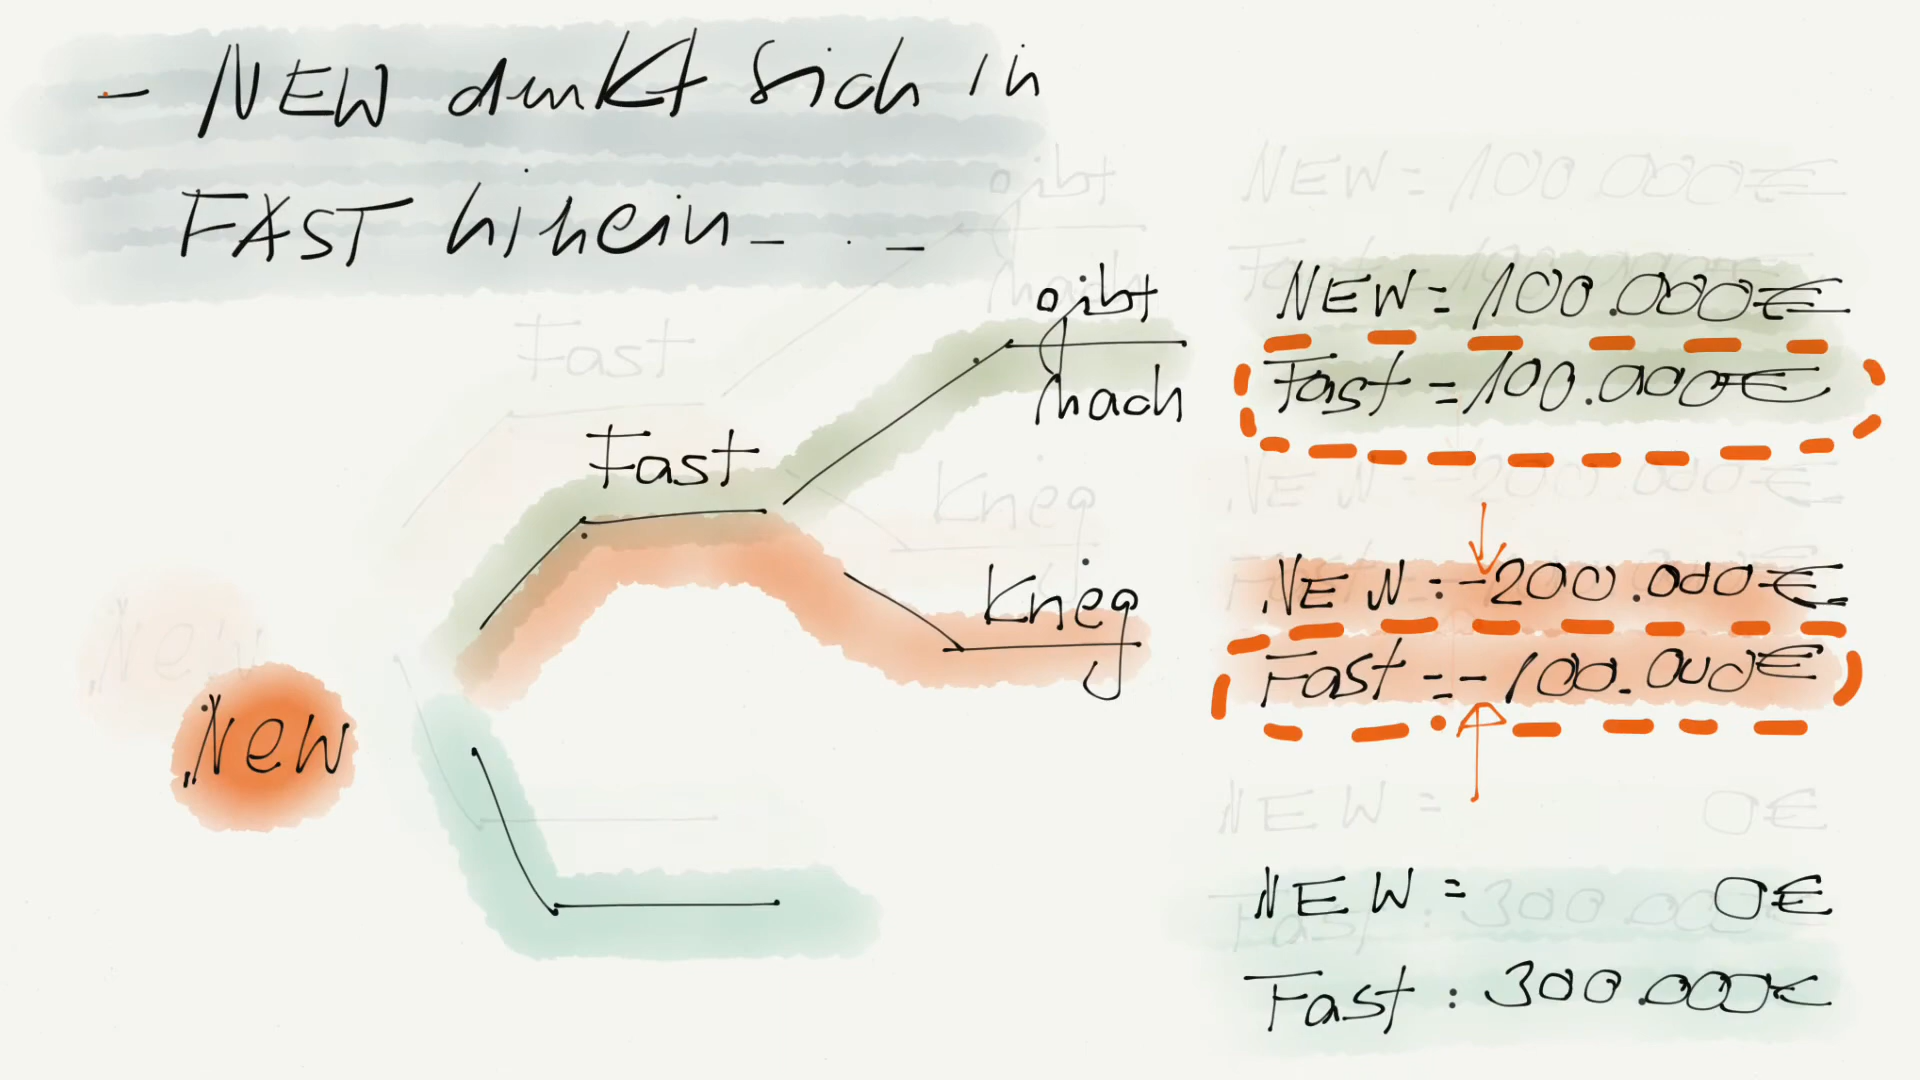 - NEW denkt sich in
FAST hinein - . -
gibt
nach
NEW = 100.000€
Fast = 100.000€
Fast
Krieg
NEW : -200.000€
Fast = -100.000€
New
NEW = 0€
Fast : 300.000€